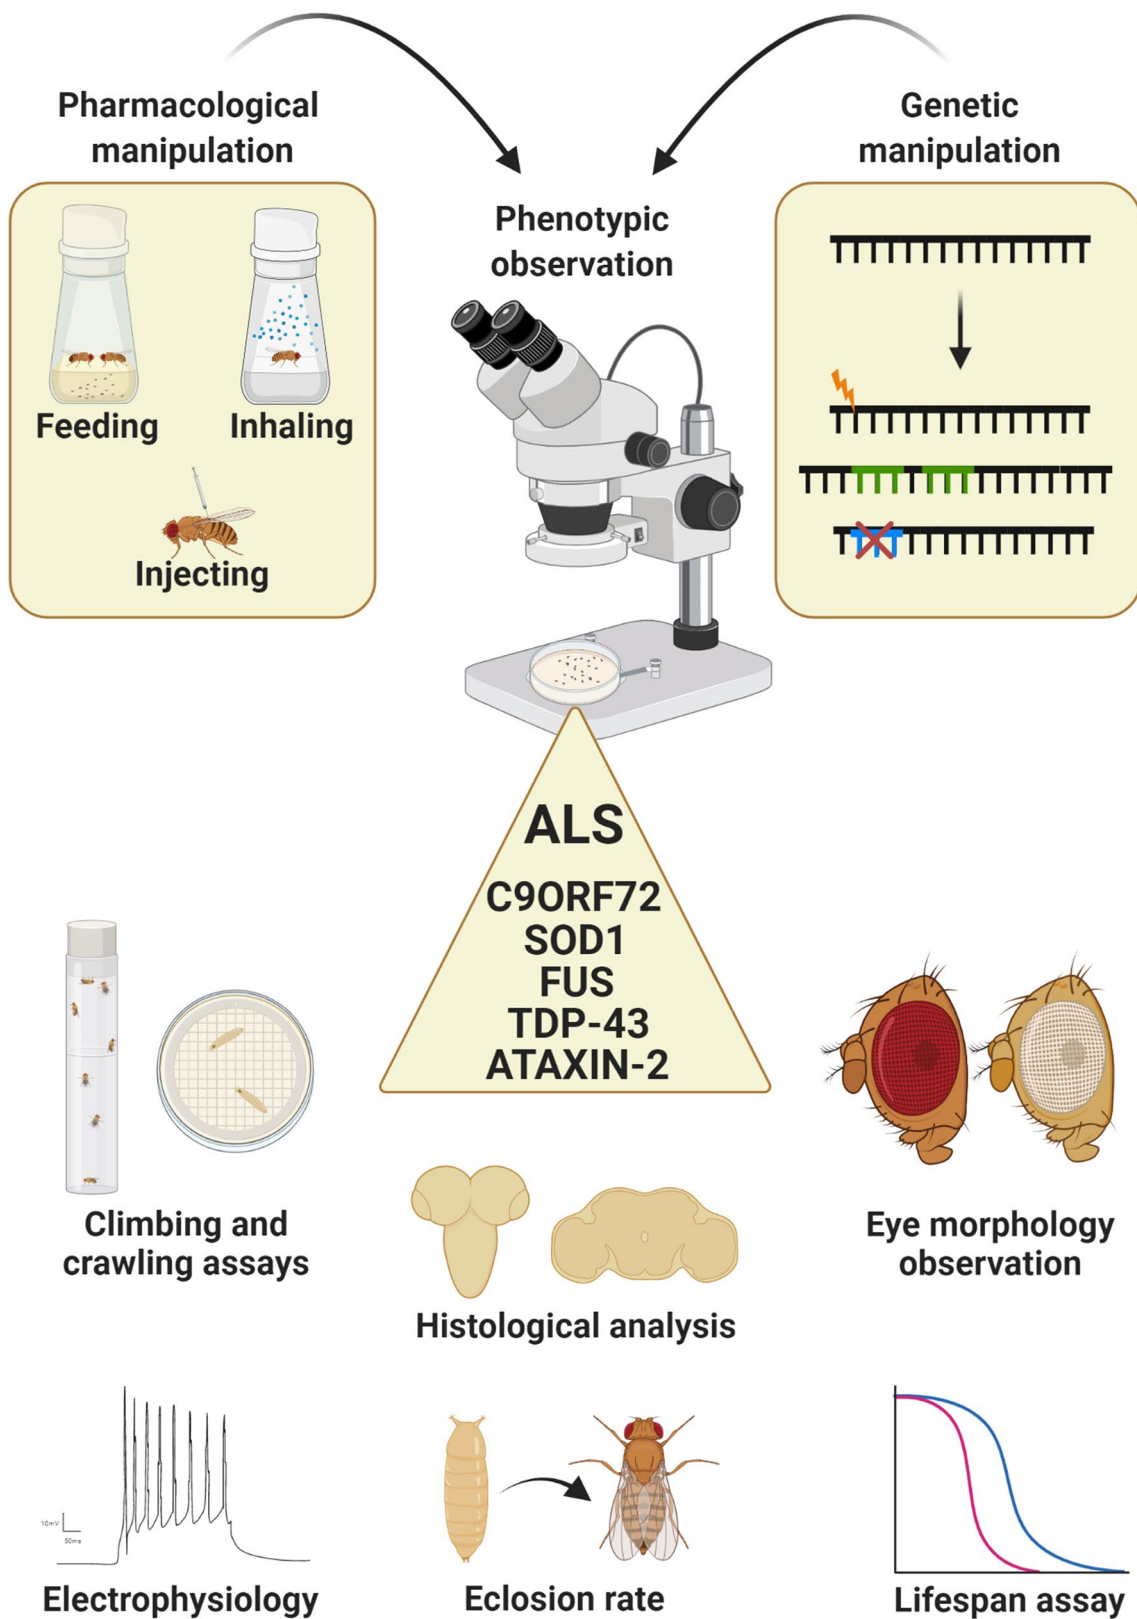 Pharmacological
manipulation
Genetic
manipulation
Phenotypic
observation
Feeding
Inhaling
Injecting
ALS
C9ORF72
SOD1
FUS
TDP-43
ATAXIN-2
Climbing and
crawling assays
Eye morphology
observation
Histological analysis
10mV
50ms
Electrophysiology
Eclosion rate
Lifespan assay